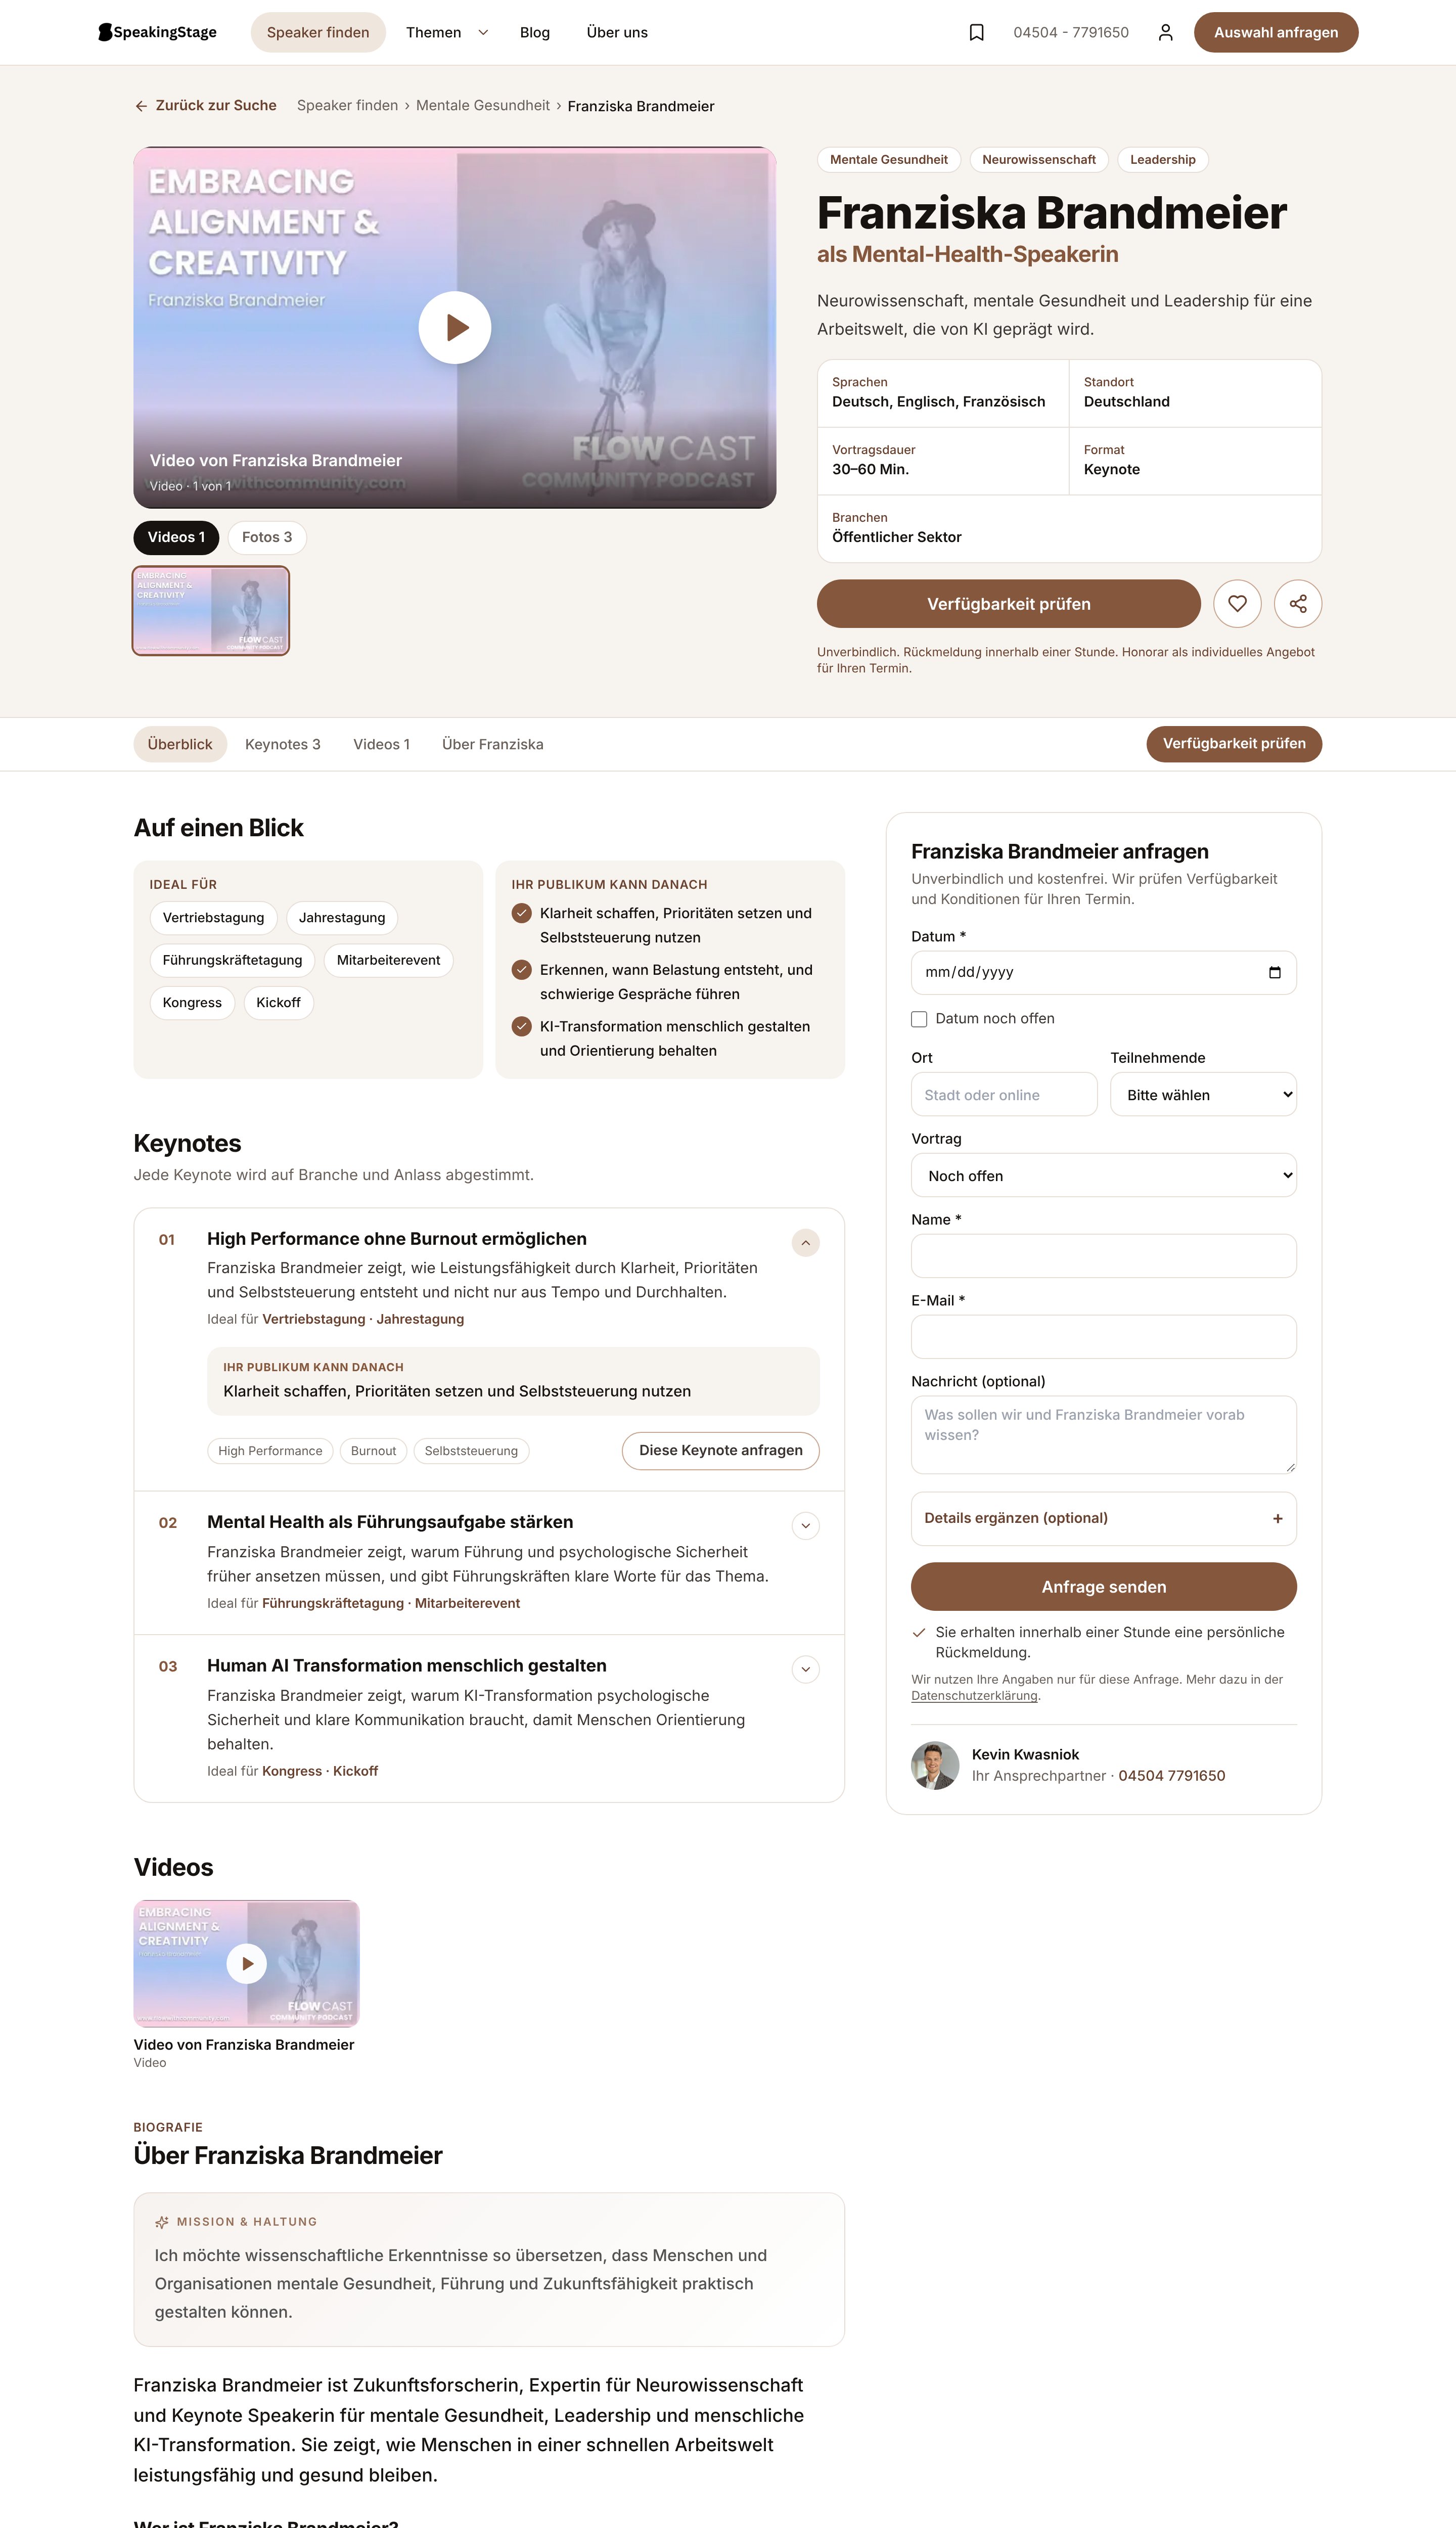 SpeakingStage
Speaker finden
Themen
Blog
Über uns
04504 - 7791650
Auswahl anfragen
Zurück zur Suche
Speaker finden › Mentale Gesundheit › Franziska Brandmeier
EMBRACING
ALIGNMENT &
CREATIVITY
Franziska Brandmeier
FLOW CAST
COMMUNITY PODCAST
Video von Franziska Brandmeier
Video · 1 von 1
Videos 1
Fotos 3
EMBRACING
ALIGNMENT &
CREATIVITY
FLOW CAST
COMMUNITY PODCAST
Mentale Gesundheit
Neurowissenschaft
Leadership
Franziska Brandmeier
als Mental-Health-Speakerin
Neurowissenschaft, mentale Gesundheit und Leadership für eine
Arbeitswelt, die von KI geprägt wird.
Sprachen
Deutsch, Englisch, Französisch
Standort
Deutschland
Vortragsdauer
30–60 Min.
Format
Keynote
Branchen
Öffentlicher Sektor
Verfügbarkeit prüfen
Unverbindlich. Rückmeldung innerhalb einer Stunde. Honorar als individuelles Angebot
für Ihren Termin.
Überblick
Keynotes 3
Videos 1
Über Franziska
Verfügbarkeit prüfen
Auf einen Blick
IDEAL FÜR
Vertriebstagung
Jahrestagung
Führungskräftetagung
Mitarbeiterevent
Kongress
Kickoff
IHR PUBLIKUM KANN DANACH
Klarheit schaffen, Prioritäten setzen und
Selbststeuerung nutzen
Erkennen, wann Belastung entsteht, und
schwierige Gespräche führen
KI-Transformation menschlich gestalten
und Orientierung behalten
Keynotes
Jede Keynote wird auf Branche und Anlass abgestimmt.
01
High Performance ohne Burnout ermöglichen
Franziska Brandmeier zeigt, wie Leistungsfähigkeit durch Klarheit, Prioritäten
und Selbststeuerung entsteht und nicht nur aus Tempo und Durchhalten.
Ideal für Vertriebstagung · Jahrestagung
IHR PUBLIKUM KANN DANACH
Klarheit schaffen, Prioritäten setzen und Selbststeuerung nutzen
High Performance
Burnout
Selbststeuerung
Diese Keynote anfragen
02
Mental Health als Führungsaufgabe stärken
Franziska Brandmeier zeigt, warum Führung und psychologische Sicherheit
früher ansetzen müssen, und gibt Führungskräften klare Worte für das Thema.
Ideal für Führungskräftetagung · Mitarbeiterevent
03
Human AI Transformation menschlich gestalten
Franziska Brandmeier zeigt, warum KI-Transformation psychologische
Sicherheit und klare Kommunikation braucht, damit Menschen Orientierung
behalten.
Ideal für Kongress · Kickoff
Franziska Brandmeier anfragen
Unverbindlich und kostenfrei. Wir prüfen Verfügbarkeit
und Konditionen für Ihren Termin.
Datum *
mm/dd/yyyy
Datum noch offen
Ort
Stadt oder online
Teilnehmende
Bitte wählen
Vortrag
Noch offen
Name *
E-Mail *
Nachricht (optional)
Was sollen wir und Franziska Brandmeier vorab
wissen?
Details ergänzen (optional)
+
Anfrage senden
Sie erhalten innerhalb einer Stunde eine persönliche
Rückmeldung.
Wir nutzen Ihre Angaben nur für diese Anfrage. Mehr dazu in der
Datenschutzerklärung.
Kevin Kwasniok
Ihr Ansprechpartner · 04504 7791650
Videos
EMBRACING
ALIGNMENT &
CREATIVITY
FLOW CAST
COMMUNITY PODCAST
Video von Franziska Brandmeier
Video
BIOGRAFIE
Über Franziska Brandmeier
MISSION & HALTUNG
Ich möchte wissenschaftliche Erkenntnisse so übersetzen, dass Menschen und
Organisationen mentale Gesundheit, Führung und Zukunftsfähigkeit praktisch
gestalten können.
Franziska Brandmeier ist Zukunftsforscherin, Expertin für Neurowissenschaft
und Keynote Speakerin für mentale Gesundheit, Leadership und menschliche
KI-Transformation. Sie zeigt, wie Menschen in einer schnellen Arbeitswelt
leistungsfähig und gesund bleiben.
Wer ist Franziska Brandmeier?